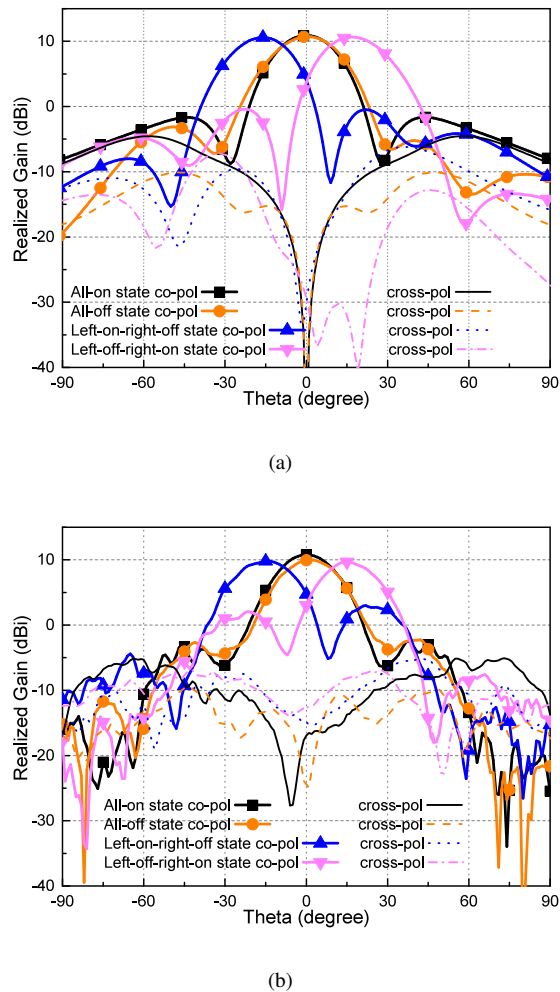 10
0
-10
-20
-30
-40
Realized Gain (dBi)
All-on state co-pol cross-pol
All-off state co-pol cross-pol
Left-on-right-off state co-pol cross-pol
Left-off-right-on state co-pol cross-pol
-90 -60 -30 0 30 60 90
Theta (degree)
(a)
10
0
-10
-20
-30
-40
Realized Gain (dBi)
All-on state co-pol cross-pol
All-off state co-pol cross-pol
Left-on-right-off state co-pol cross-pol
Left-off-right-on state co-pol cross-pol
-90 -60 -30 0 30 60 90
Theta (degree)
(b)